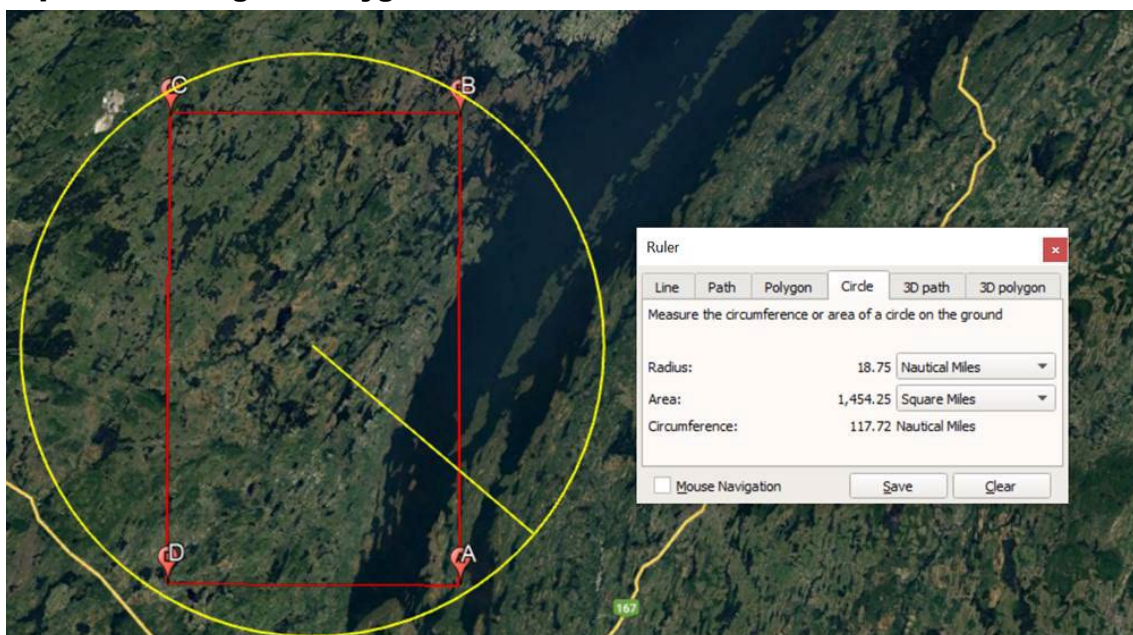 C
B
D
A
167
Ruler
Line Path Polygon Circle 3D path 3D polygon
Measure the circumference or area of a circle on the ground
Radius: 18.75 Nautical Miles
Area: 1,454.25 Square Miles
Circumference: 117.72 Nautical Miles
Mouse Navigation Save Clear